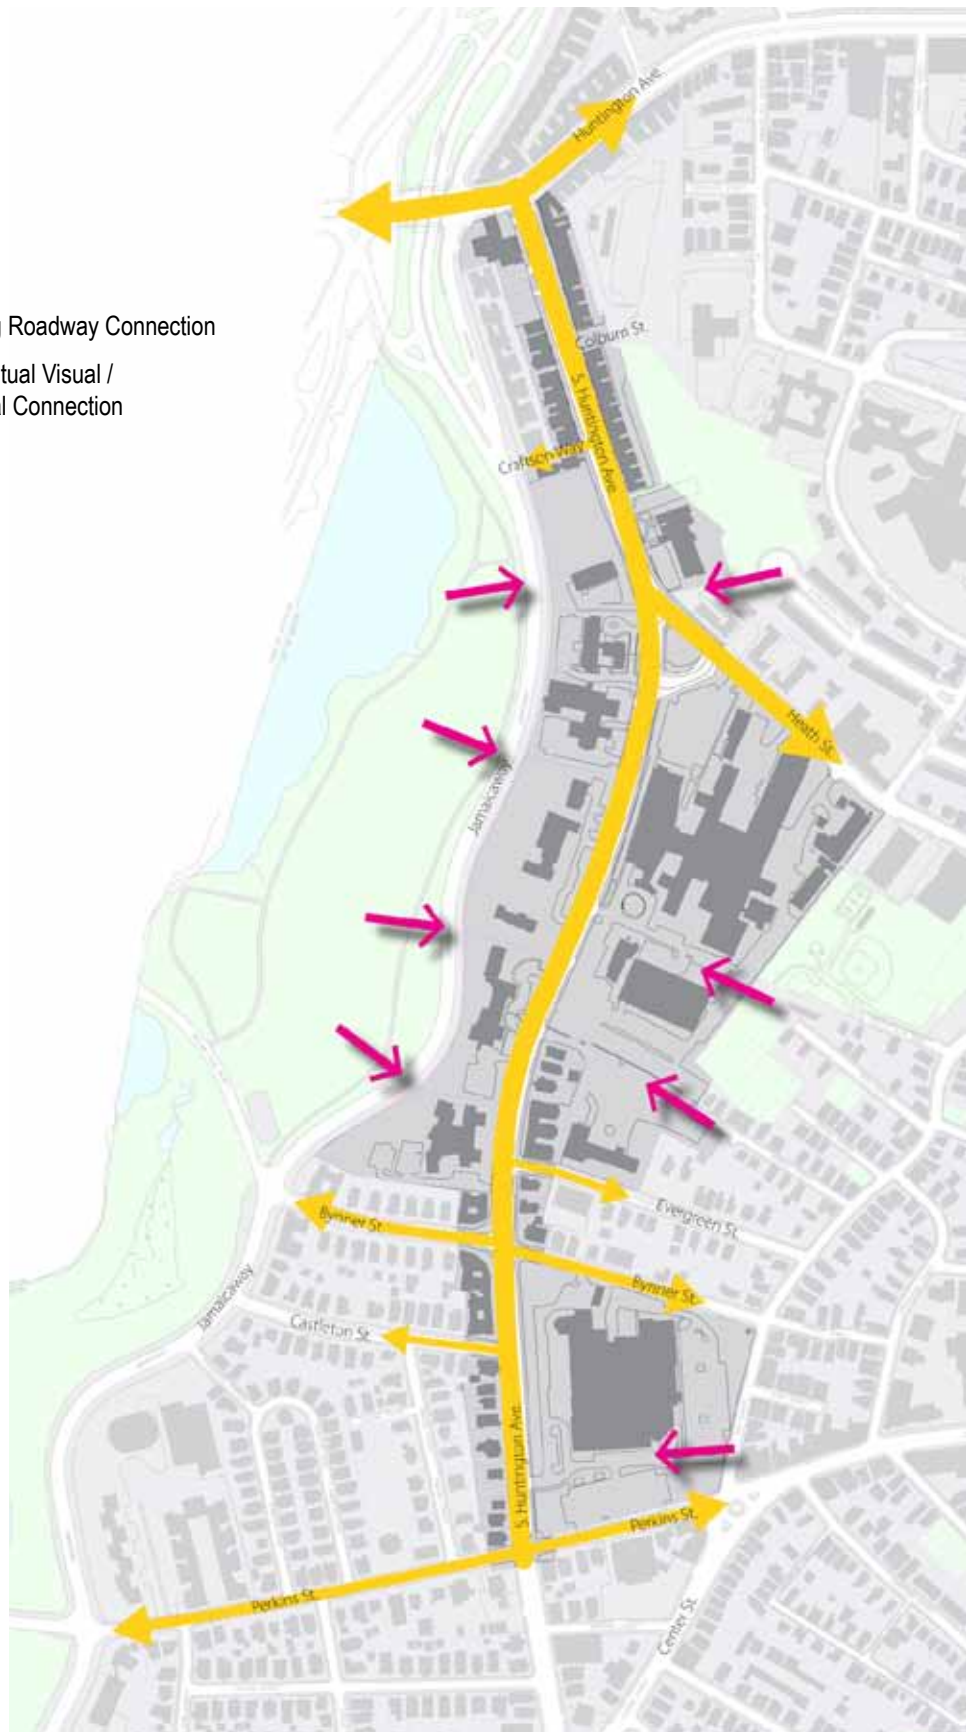 Huntington Ave.
Roadway Connection
Colburn St.
Visual /
Connection
S. Huntington Ave.
Craftson Way
Heath St.
Jamaicaway
Evergreen St.
Bynner St.
Bynner St.
Jamaicaway
Castleton St.
S. Huntington Ave.
Perkins St.
Perkins St.
Center St.